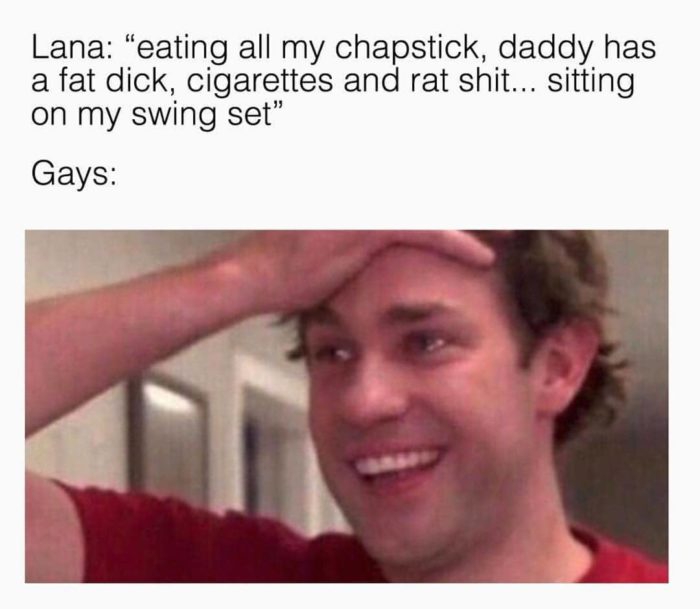 Lana: “eating all my chapstick, daddy has
a fat dick, cigarettes and rat shit... sitting
on my swing set”
Gays: